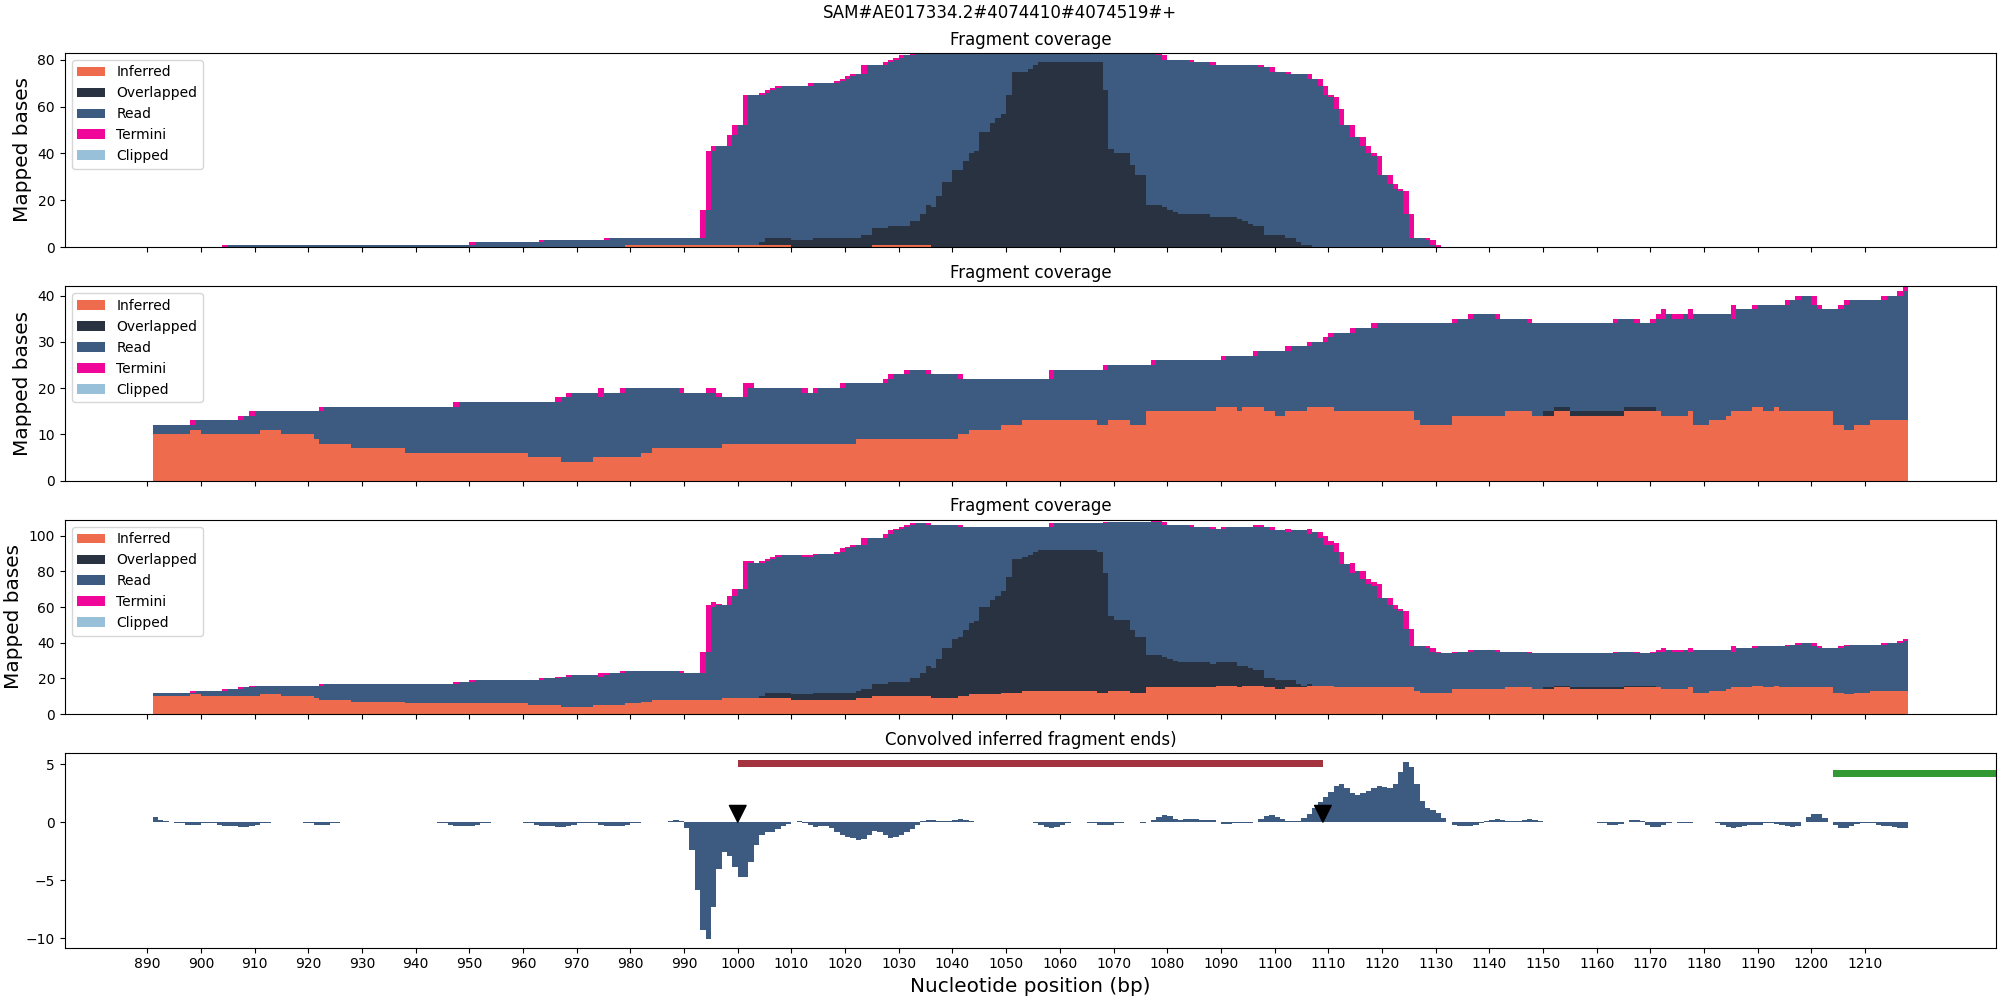 SAM#AE017334.2#4074410#4074519#+
Fragment coverage
Mapped bases
80
60
40
20
0
Inferred
Overlapped
Read
Termini
Clipped
Fragment coverage
Mapped bases
40
30
20
10
0
Inferred
Overlapped
Read
Termini
Clipped
Fragment coverage
Mapped bases
100
80
60
40
20
0
Inferred
Overlapped
Read
Termini
Clipped
Convolved inferred fragment ends)
5
0
−5
−10
890 900 910 920 930 940 950 960 970 980 990 1000 1010 1020 1030 1040 1050 1060 1070 1080 1090 1100 1110 1120 1130 1140 1150 1160 1170 1180 1190 1200 1210
Nucleotide position (bp)